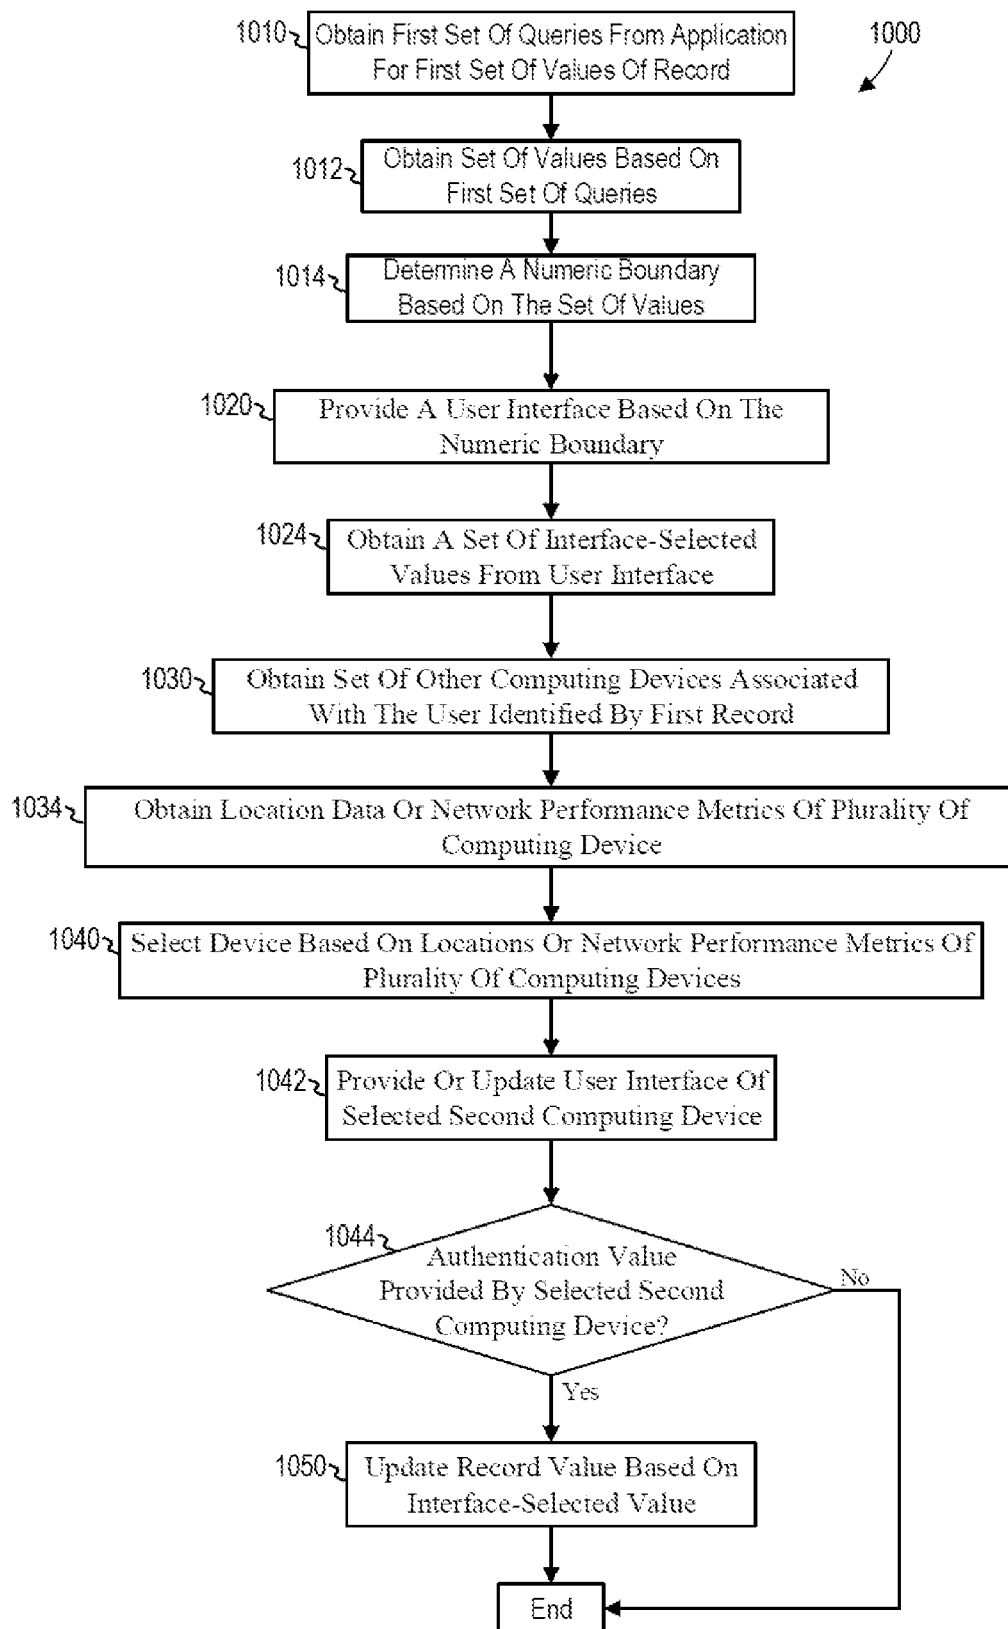 1010
Obtain First Set Of Queries From Application
For First Set Of Values Of Record
1000
1012
Obtain Set Of Values Based On
First Set Of Queries
1014
Determine A Numeric Boundary
Based On The Set Of Values
1020
Provide A User Interface Based On The
Numeric Boundary
1024
Obtain A Set Of Interface-Selected
Values From User Interface
1030
Obtain Set Of Other Computing Devices Associated
With The User Identified By First Record
1034
Obtain Location Data Or Network Performance Metrics Of Plurality Of
Computing Device
1040
Select Device Based On Locations Or Network Performance Metrics Of
Plurality Of Computing Devices
1042
Provide Or Update User Interface Of
Selected Second Computing Device
1044
Authentication Value
Provided By Selected Second
Computing Device?
No
Yes
1050
Update Record Value Based On
Interface-Selected Value
End